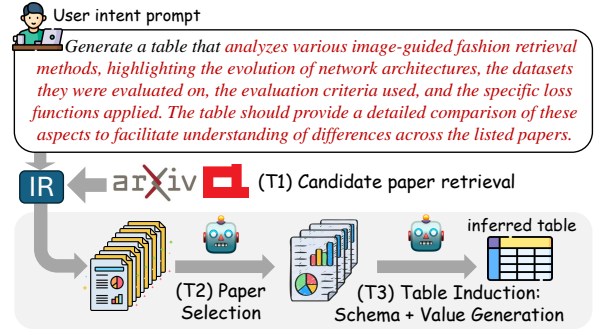 User intent prompt
Generate a table that analyzes various image-guided fashion retrieval
methods, highlighting the evolution of network architectures, the datasets
they were evaluated on, the evaluation criteria used, and the specific loss
functions applied. The table should provide a detailed comparison of these
aspects to facilitate understanding of differences across the listed papers.
IR
arXiv
(T1) Candidate paper retrieval
inferred table
(T2) Paper
Selection
(T3) Table Induction:
Schema + Value Generation